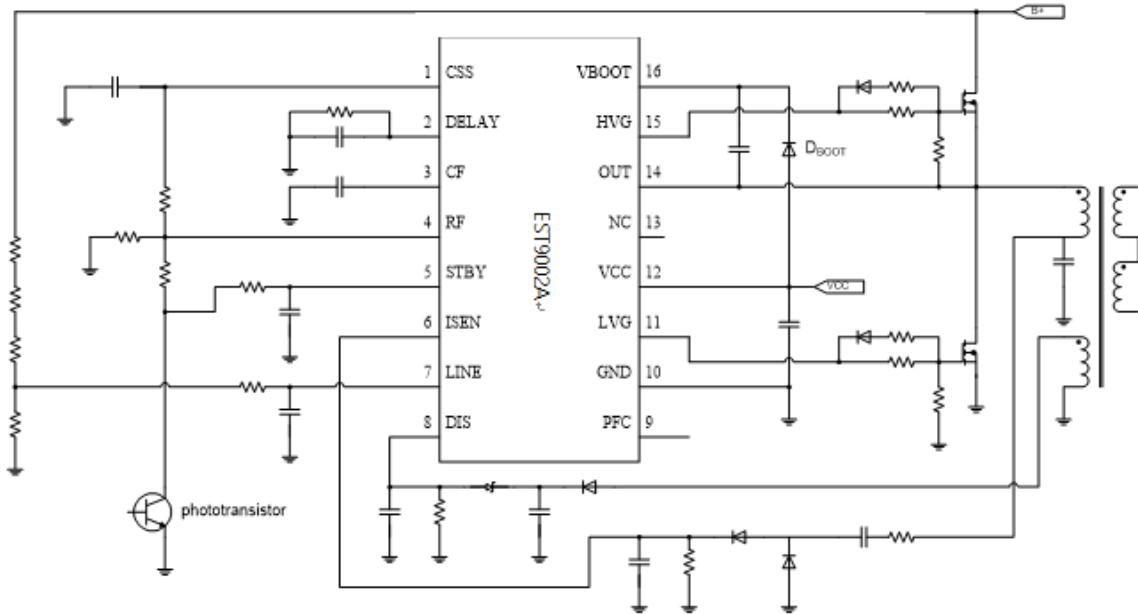 B+
1 CSS VBOOT 16
2 DELAY HVG 15
DBOOT
3 CF OUT 14
4 RF NC 13
EST9002A
5 STBY VCC 12
VCC
6 ISEN LVG 11
7 LINE GND 10
8 DIS PFC 9
phototransistor